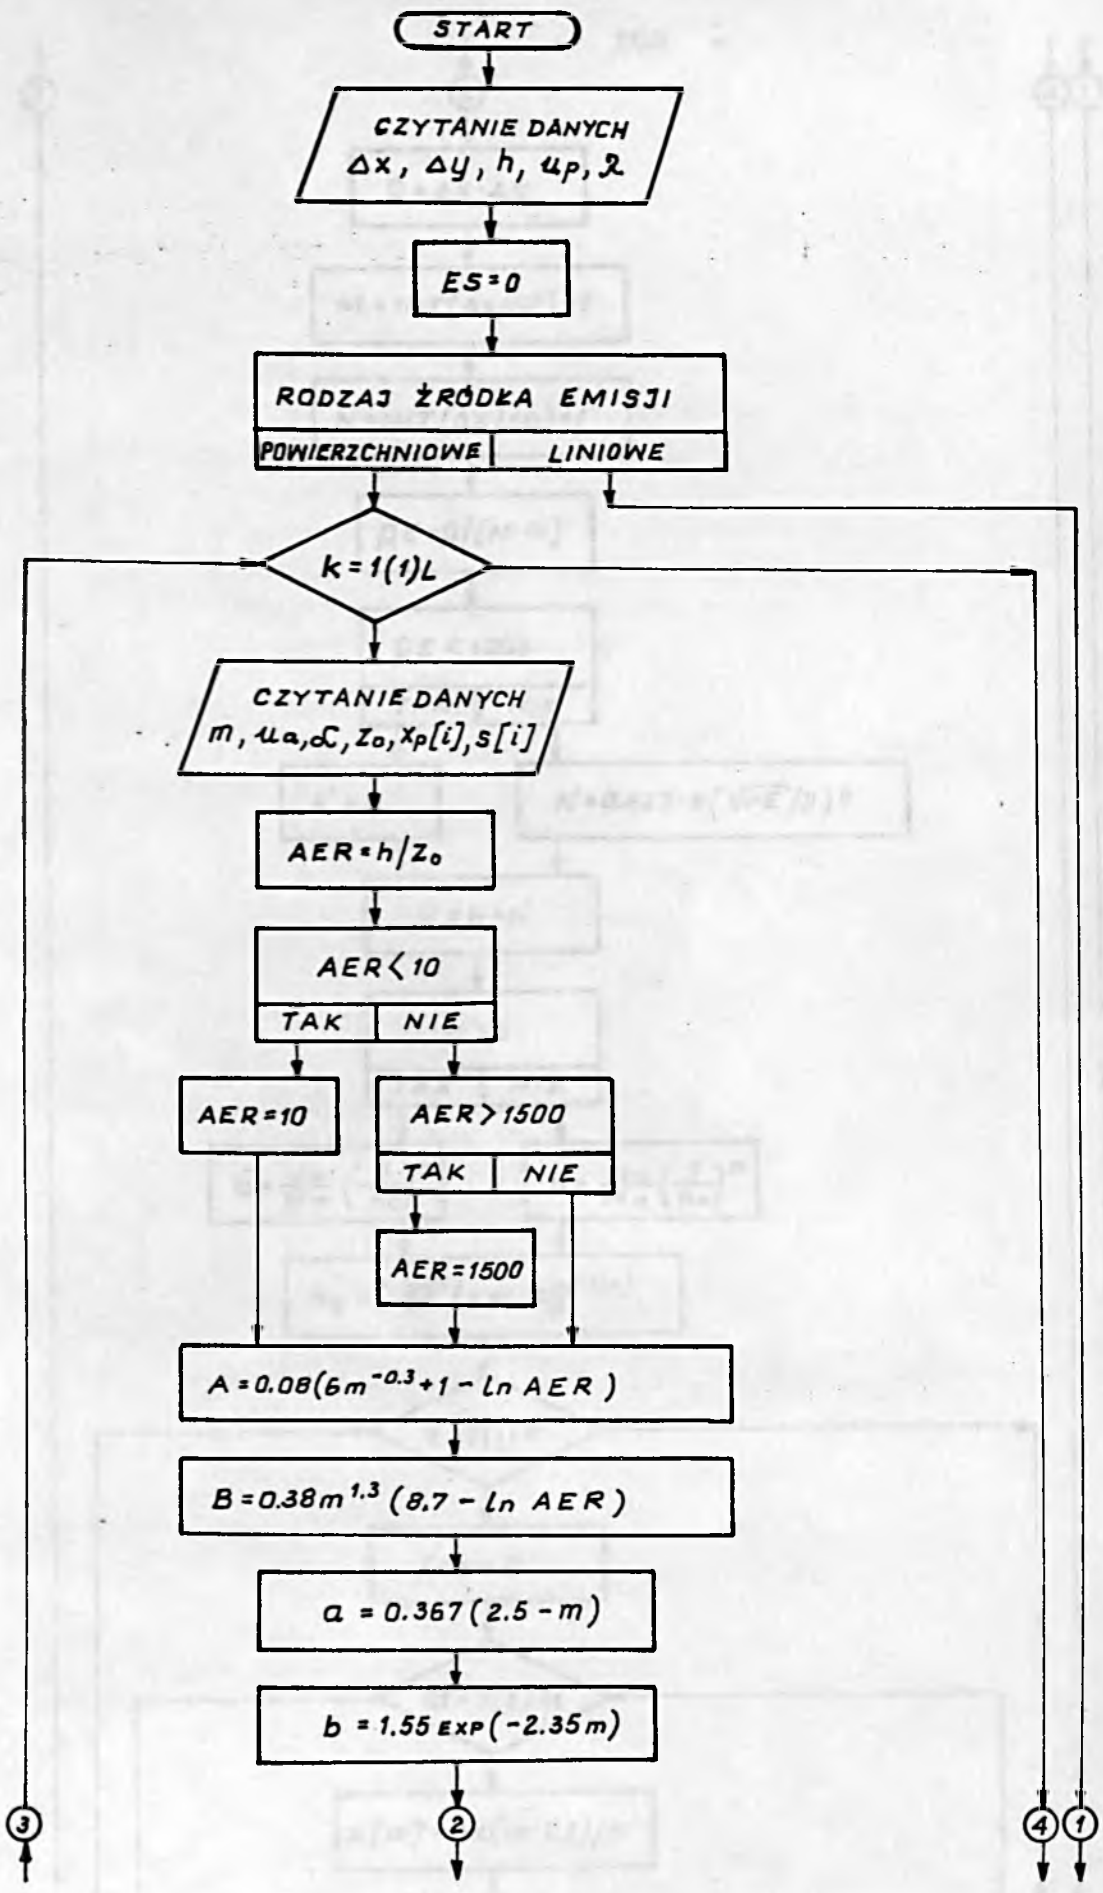 START
CZYTANIE DANYCH
Δx, Δy, h, up, λ
ES=0
RODZAJ ŹRÓDŁA EMISJI
POWIERZCHNIOWE | LINIOWE
k = 1(1)L
CZYTANIE DANYCH
m, ua, α, Zo, xp[i], s[i]
AER=h/Zo
AER<10
TAK | NIE
AER=10
AER>1500
TAK | NIE
AER=1500
A=0.08(6m^-0.3+1-ln AER)
B=0.38m^1.3 (8.7-ln AER)
a = 0.367(2.5-m)
b = 1.55 EXP(-2.35m)
3 2 4 1